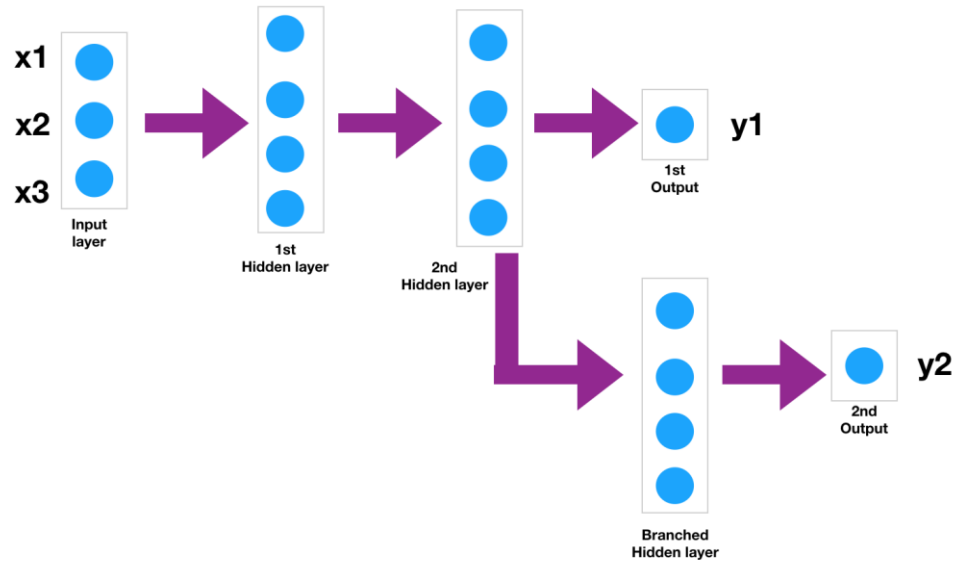 x1
x2
x3
Input
layer
1st
Hidden layer
2nd
Hidden layer
1st
Output
y1
Branched
Hidden layer
2nd
Output
y2